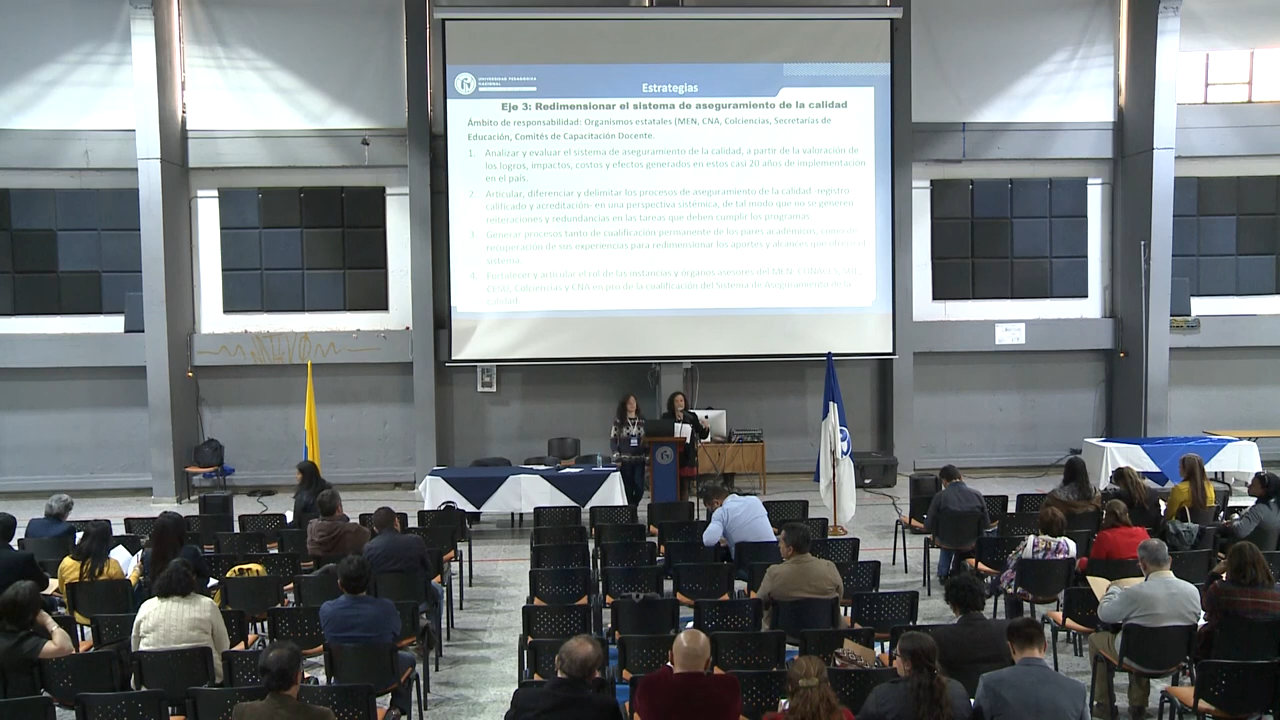 UNIVERSIDAD PEDAGOGICA
NACIONAL
Estrategias
Eje 3: Redimensionar el sistema de aseguramiento de la calidad
Ámbito de responsabilidad: Organismos estatales (MEN, CNA, Colciencias, Secretarías de
Educación, Comités de Capacitación Docente.
1. Analizar y evaluar el sistema de aseguramiento de la calidad, a partir de la valoración de
los logros, impactos, costos y efectos generados en estos casi 20 años de implementación
en el país.
2. Articular, diferenciar y delimitar los procesos de aseguramiento de la calidad -registro
calificado y acreditación- en una perspectiva sistémica, de tal modo que no se generen
reiteraciones y redundancias en las tareas que deben cumplir los programas.
3. Generar procesos tanto de cualificación permanente de los pares académicos, como de
recuperación de sus experiencias para redimensionar los aportes y alcances que ofrece el
sistema.
4. Fortalecer y articular el rol de las instancias y órganos asesores del MEN: CONACES,
CESU, Colciencias y CNA en pro de la cualificación del Sistema de Aseguramiento de la
calidad.